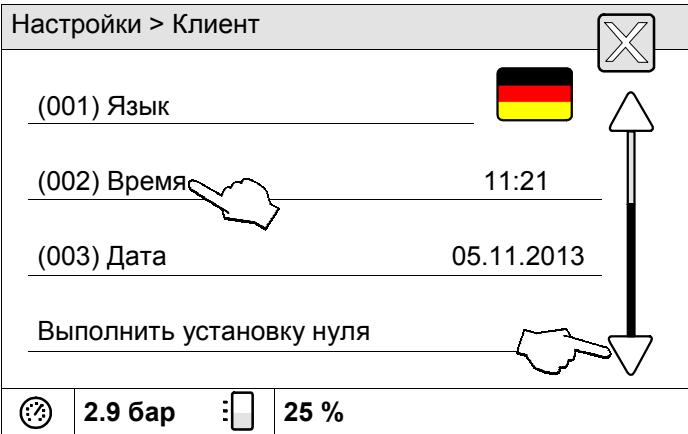 Настройки > Клиент
(001) Язык
(002) Время 11:21
(003) Дата 05.11.2013
Выполнить установку нуля
2.9 бар 25 %